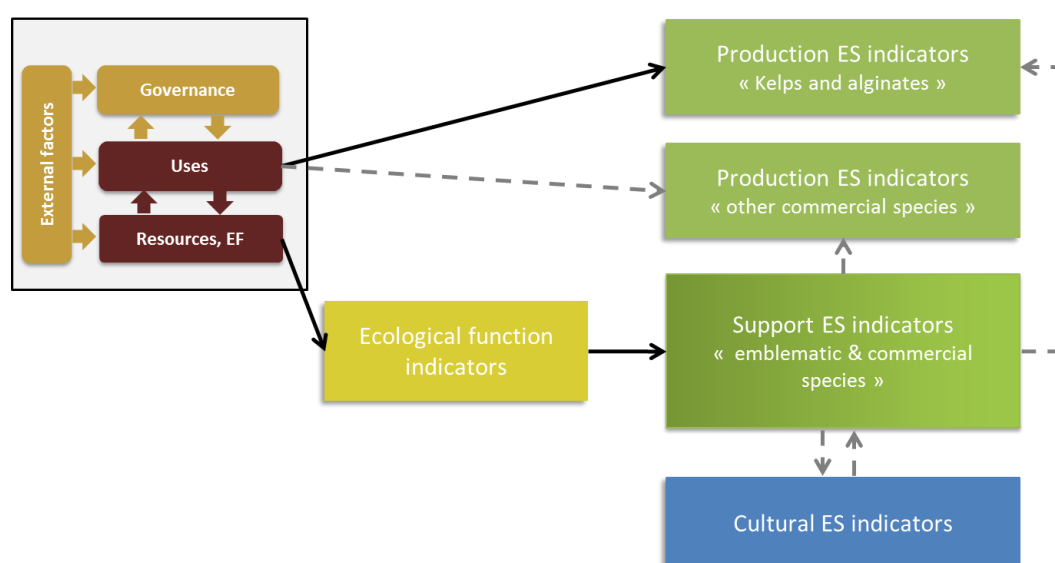 External factors
Governance
Uses
Resources, EF
Production ES indicators
« Kelps and alginates »
Production ES indicators
« other commercial species »
Ecological function
indicators
Support ES indicators
«  emblematic & commercial
species »
Cultural ES indicators